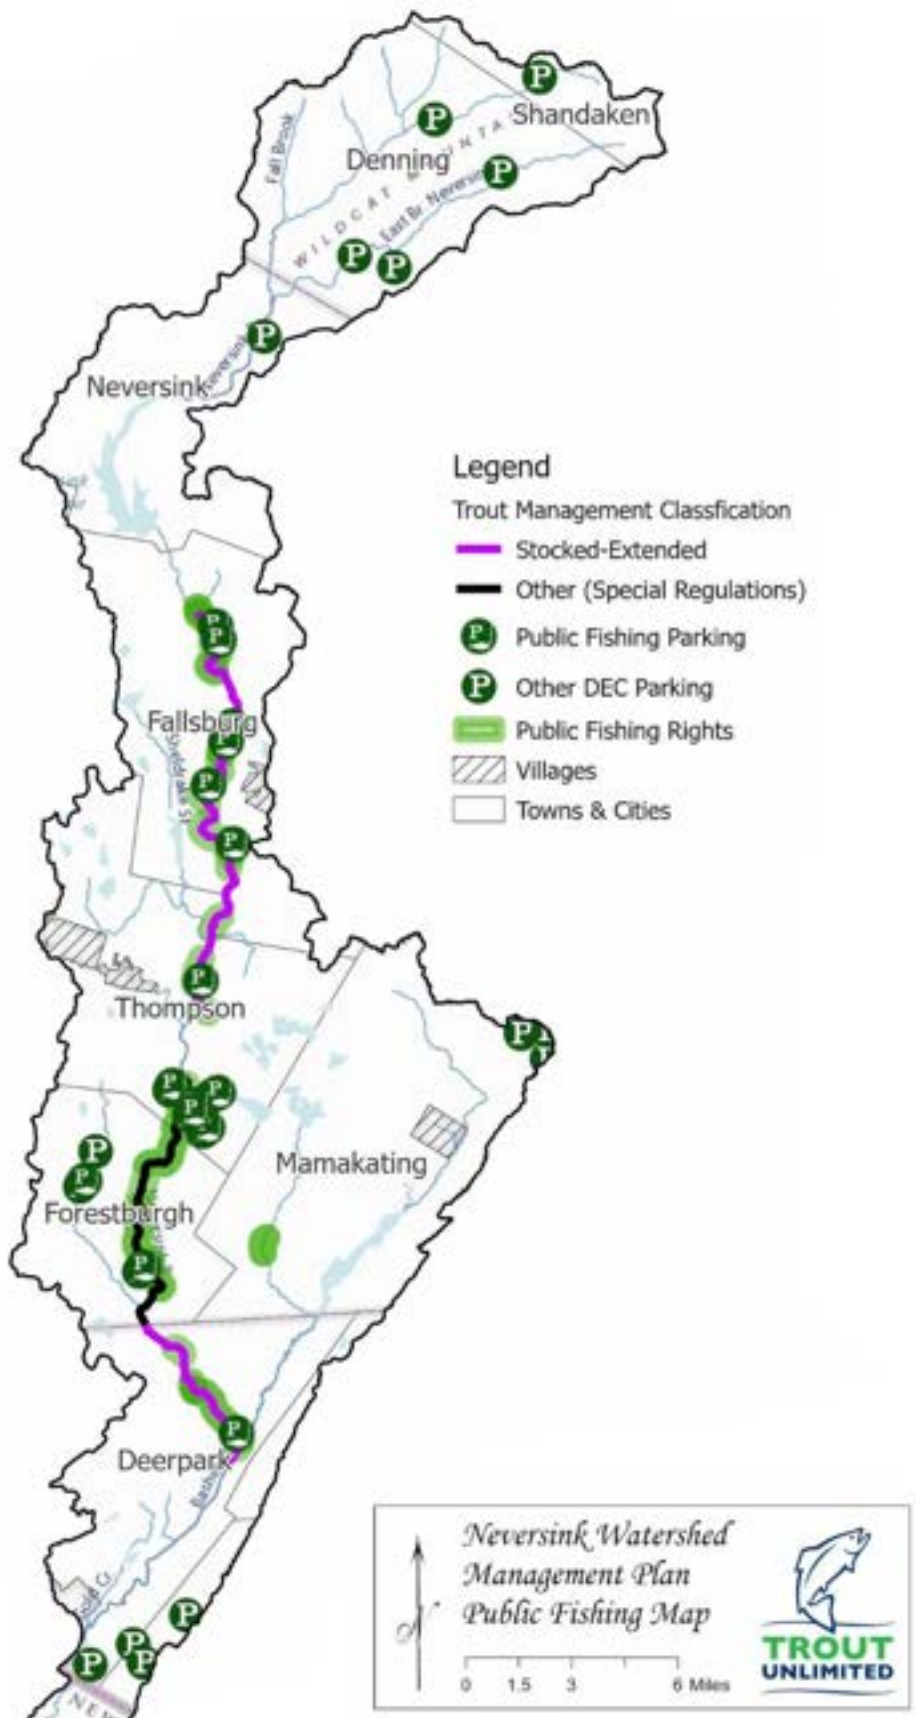 Shandaken
Fall Brook
Denning
WILDCAT
East Br Neversink
Neversink
Neversink
Legend
Trout Management Classfication
Stocked-Extended
Other (Special Regulations)
Public Fishing Parking
Other DEC Parking
Public Fishing Rights
Villages
Towns & Cities
Fallsburg
Thompson
Mamakating
Forestburgh
Deerpark
Neversink Watershed
Management Plan
Public Fishing Map
N
0 1.5 3 6 Miles
TROUT
UNLIMITED